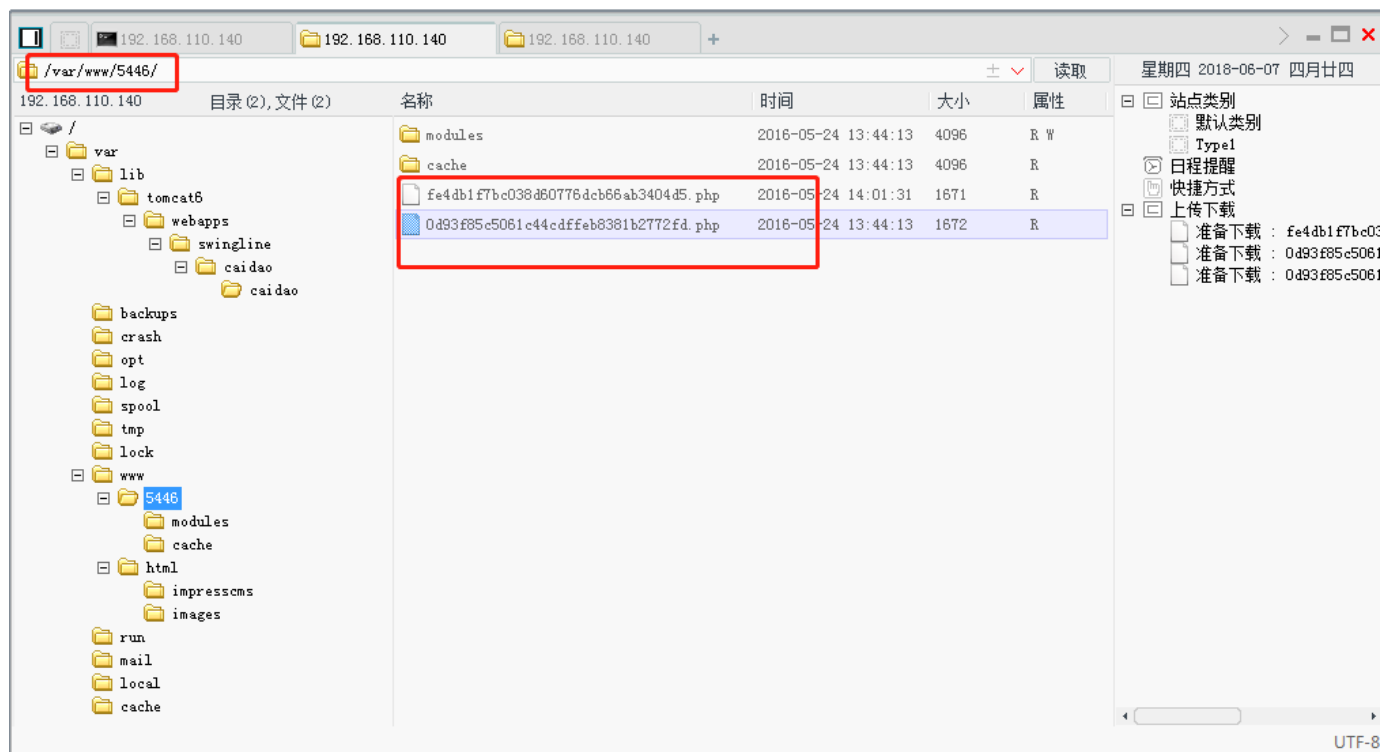 192.168.110.140 192.168.110.140 192.168.110.140 +
/var/www/5446/ 读取 星期四 2018-06-07 四月廿四
192.168.110.140 目录(2),文件(2) 名称 时间 大小 属性
/
var
lib
tomcat6
webapps
swingline
caidao
caidao
backups
crash
opt
log
spool
tmp
lock
www
5446
modules
cache
html
impresscms
images
run
mail
local
cache
modules 2016-05-24 13:44:13 4096 R W
cache 2016-05-24 13:44:13 4096 R
fe4db1f7bc038d60776dcb66ab3404d5.php 2016-05-24 14:01:31 1671 R
0d93f85c5061c44cdffeb8381b2772fd.php 2016-05-24 13:44:13 1672 R
站点类别
默认类别
Type1
日程提醒
快捷方式
上传下载
准备下载 : fe4db1f7bc03
准备下载 : 0d93f85c5061
准备下载 : 0d93f85c5061
UTF-8